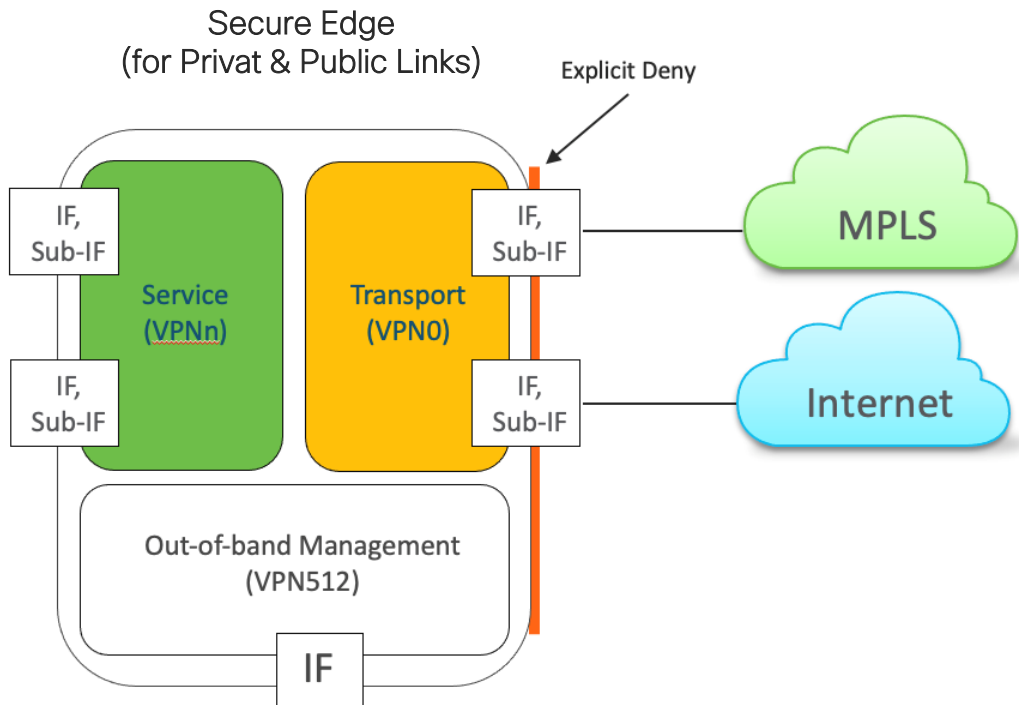 Secure Edge
(for Privat & Public Links)
Explicit Deny
IF,
Sub-IF
IF,
Sub-IF
Service
(VPNn)
Transport
(VPN0)
IF,
Sub-IF
IF,
Sub-IF
MPLS
Internet
Out-of-band Management
(VPN512)
IF